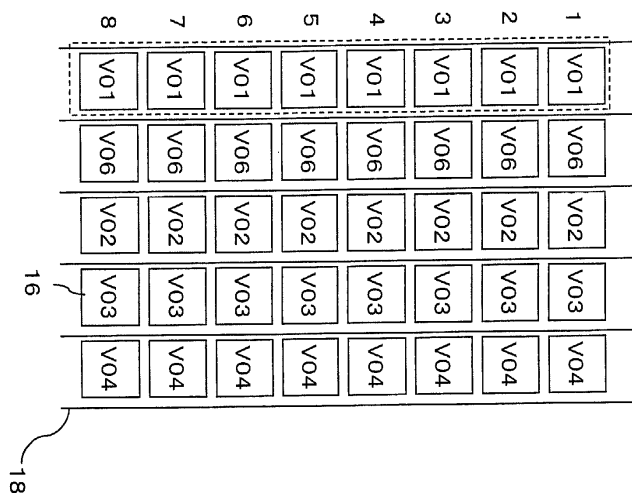 1 V01 V06 V02 V03 V04
2 V01 V06 V02 V03 V04
3 V01 V06 V02 V03 V04
4 V01 V06 V02 V03 V04
5 V01 V06 V02 V03 V04
6 V01 V06 V02 V03 V04
7 V01 V06 V02 V03 V04
8 V01 V06 V02 V03 V04
16
18